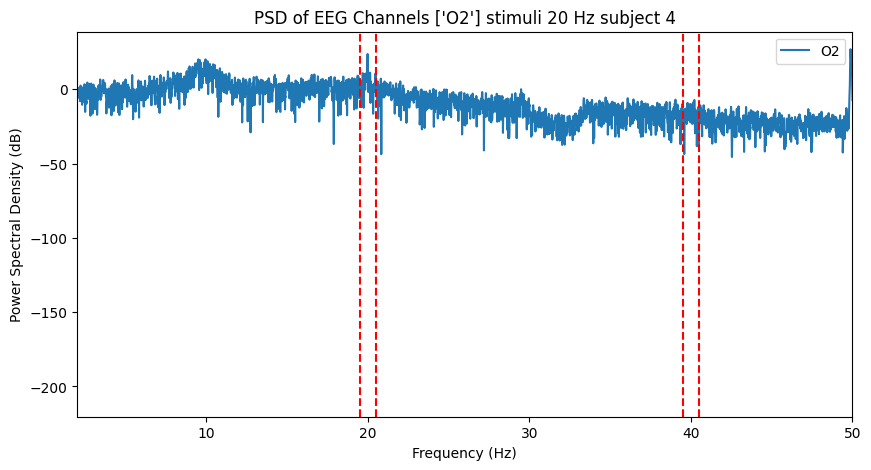 PSD of EEG Channels ['O2'] stimuli 20 Hz subject 4
O2
Power Spectral Density (dB)
0
−50
−100
−150
−200
10
20
30
40
50
Frequency (Hz)